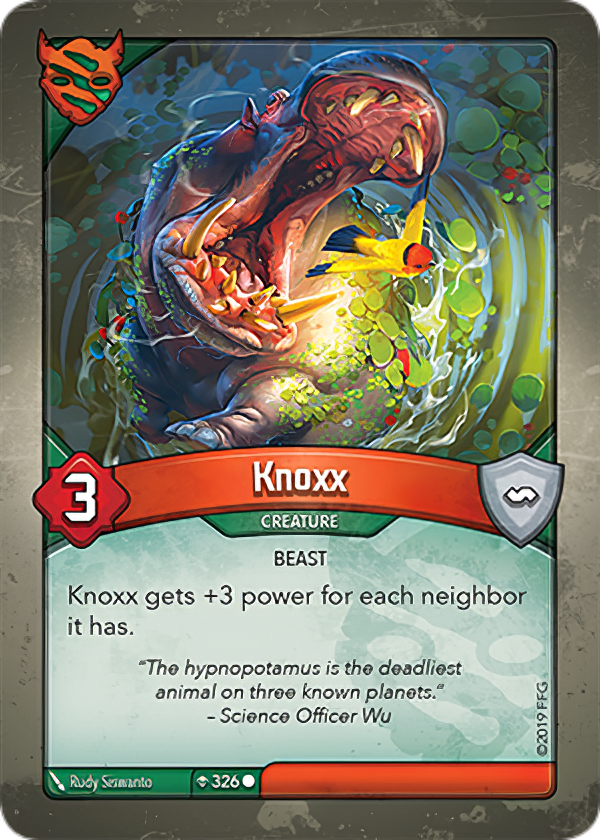 Knoxx
3
CREATURE
BEAST
Knoxx gets +3 power for each neighbor
it has.
“The hypnopotamus is the deadliest
animal on three known planets.“
– Science Officer Wu
©2019 FFG
Rudy
326